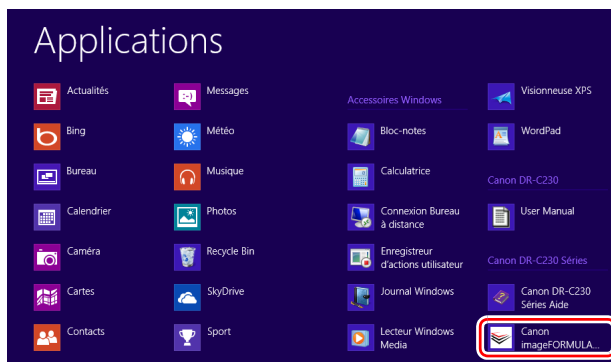 Applications
Actualités
Bing
Bureau
Calendrier
Caméra
Cartes
Contacts
Messages
Météo
Musique
Photos
Recycle Bin
SkyDrive
Sport
Accessoires Windows
Bloc-notes
Calculatrice
Connexion Bureau
à distance
Enregistreur
d'actions utilisateur
Journal Windows
Lecteur Windows
Media
Visionneuse XPS
WordPad
Canon DR-C230
User Manual
Canon DR-C230 Séries
Canon DR-C230
Séries Aide
Canon
imageFORMULA...